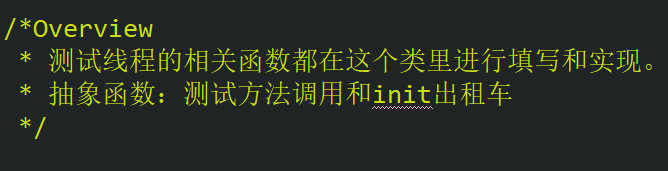 /*Overview
 * 测试线程的相关函数都在这个类里进行填写和实现。
 * 抽象函数：测试方法调用和init出租车
 */